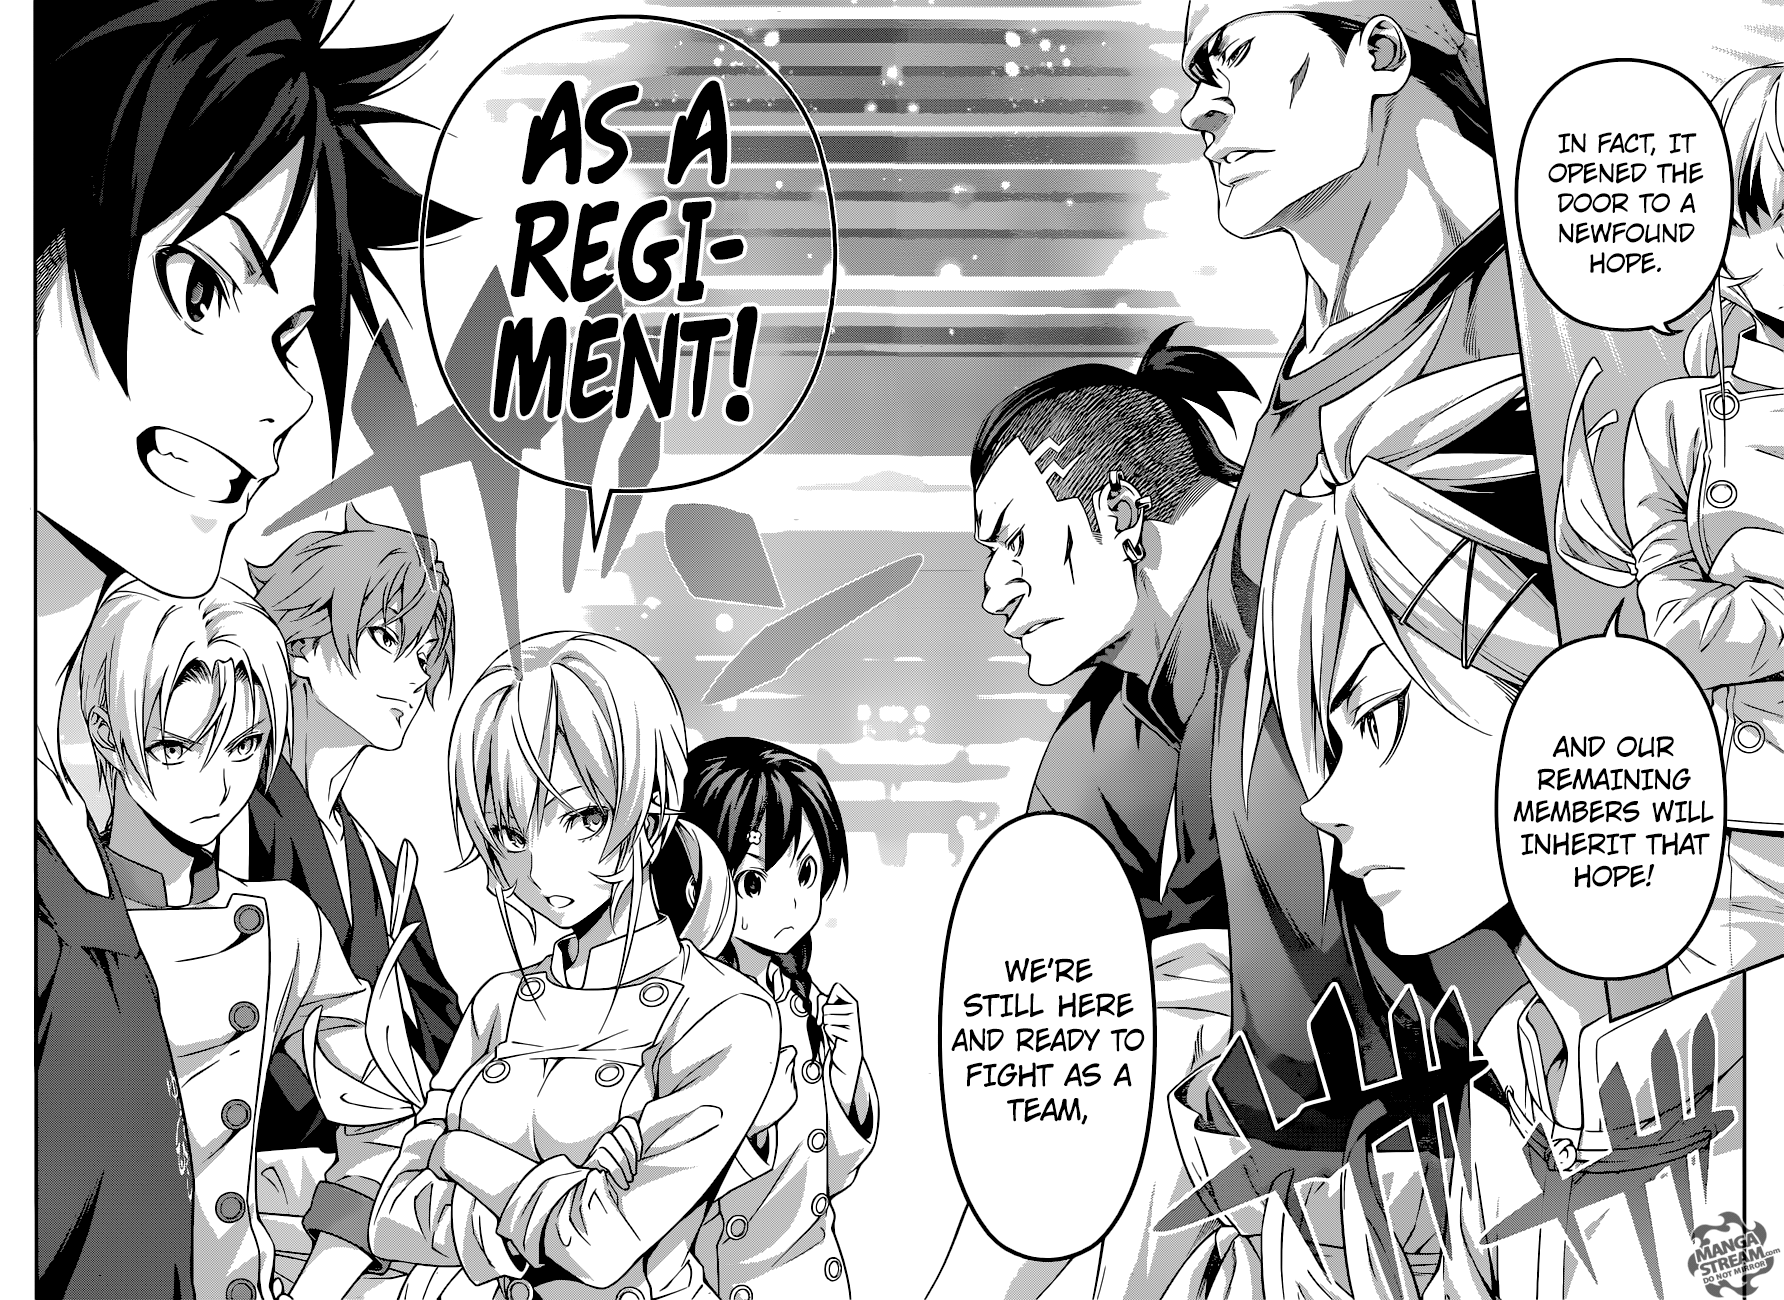 IN FACT, IT
OPENED THE
DOOR TO A
NEWFOUND
HOPE.
AND OUR
REMAINING
MEMBERS WILL
INHERIT THAT
HOPE!
WE'RE
STILL HERE
AND READY TO
FIGHT AS A
TEAM,
AS A
REGI-
MENT!
MANGA
STREAM.com
DO NOT MIRROR